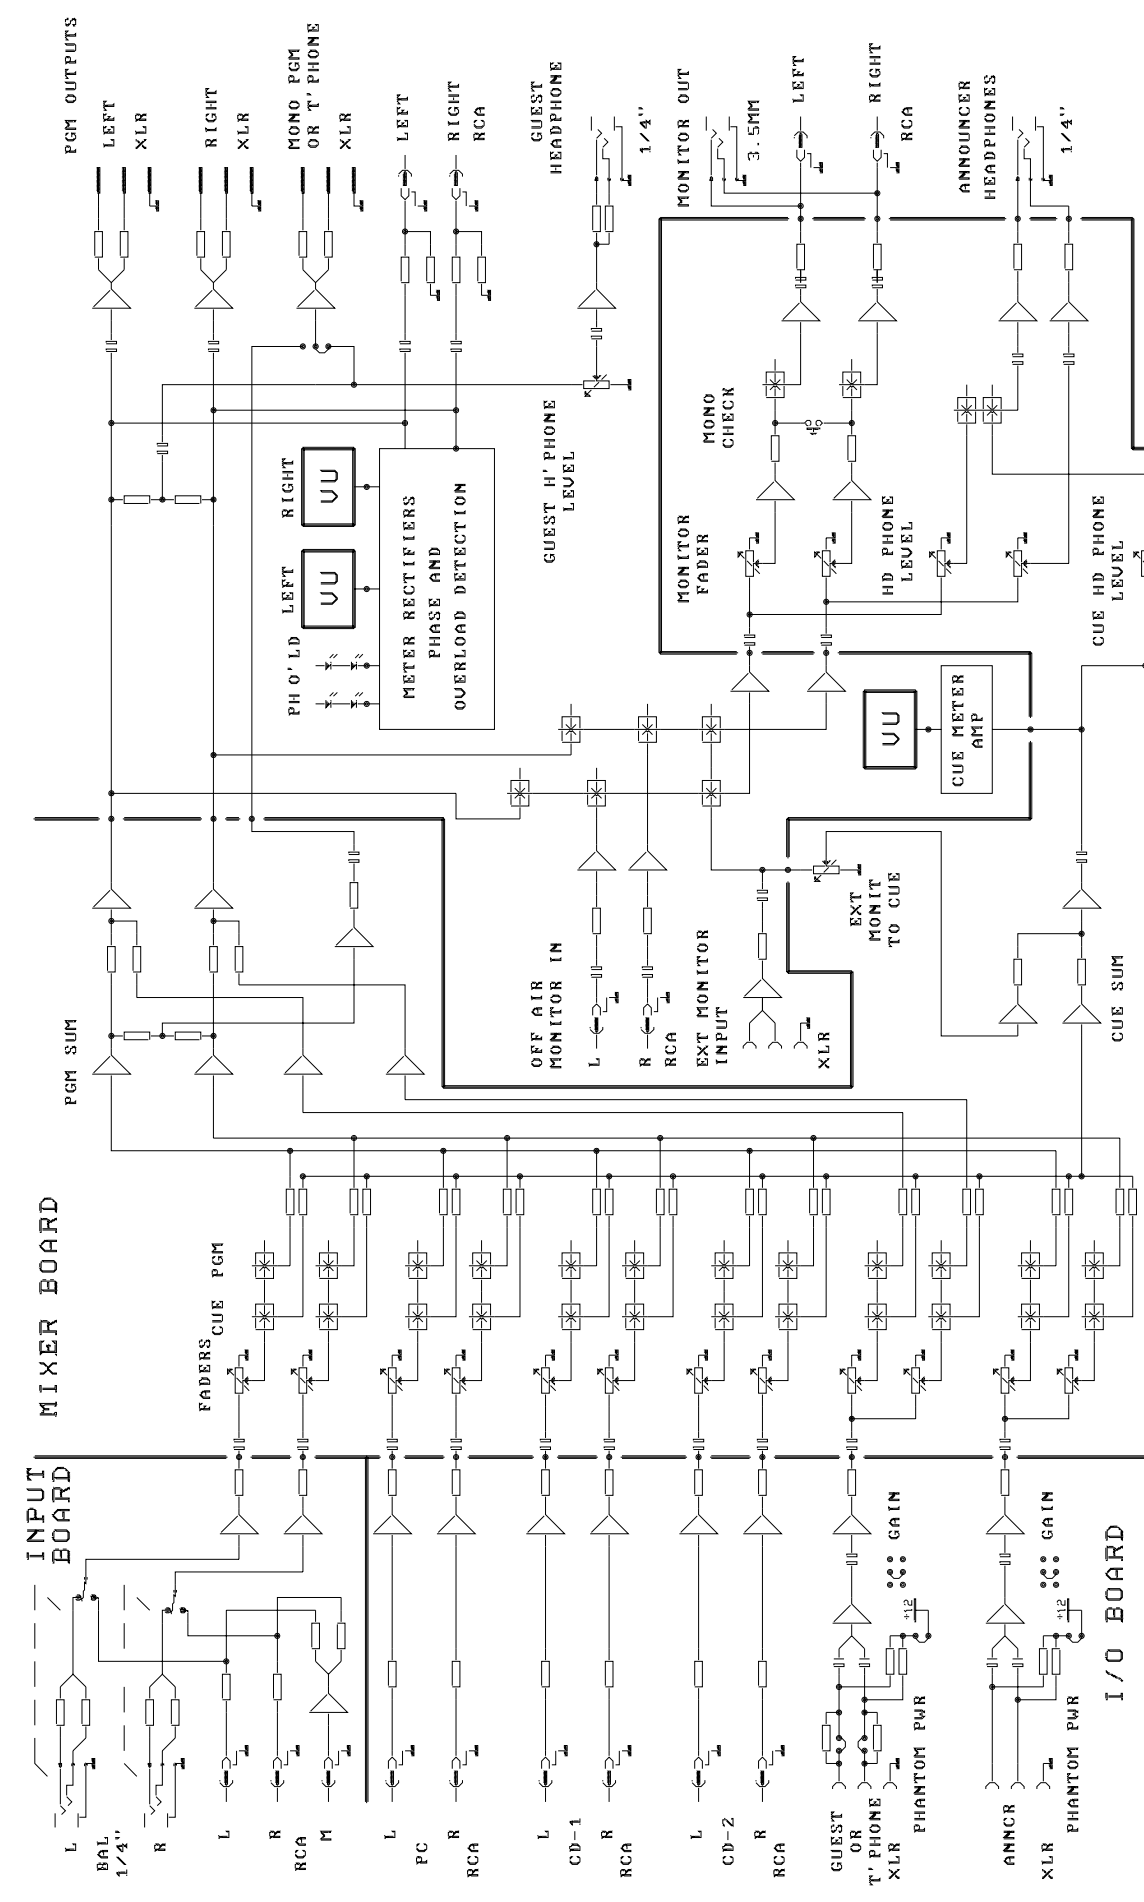 PGM OUTPUTS
LEFT
XLR
RIGHT
XLR
MONO PGM
OR T'PHONE
XLR
LEFT
RIGHT
RCA
GUEST
HEADPHONE
1/4"
MONITOR OUT
3.5MM
LEFT
RIGHT
RCA
ANNOUNCER
HEADPHONES
1/4"
RIGHT
VU
LEFT
VU
PH O'LD
METER RECTIFIERS
PHASE AND
OVERLOAD DETECTION
GUEST H'PHONE
LEVEL
MONO
CHECK
MONITOR
FADER
HD PHONE
LEVEL
CUE HD PHONE
LEVEL
VU
CUE METER
AMP
PGM SUM
OFF AIR
MONITOR IN
L
R
RCA
EXT MONITOR
INPUT
XLR
EXT
MONIT
TO CUE
CUE SUM
MIXER BOARD
FADERS
CUE
PGM
INPUT
BOARD
GAIN
+12
GAIN
+12
I/O BOARD
L
BAL
1/4"
R
L
R
RCA
M
L
PC
R
RCA
L
CD-1
R
RCA
L
CD-2
R
RCA
GUEST
OR
T'PHONE
XLR
PHANTOM PWR
ANNCR
XLR
PHANTOM PWR